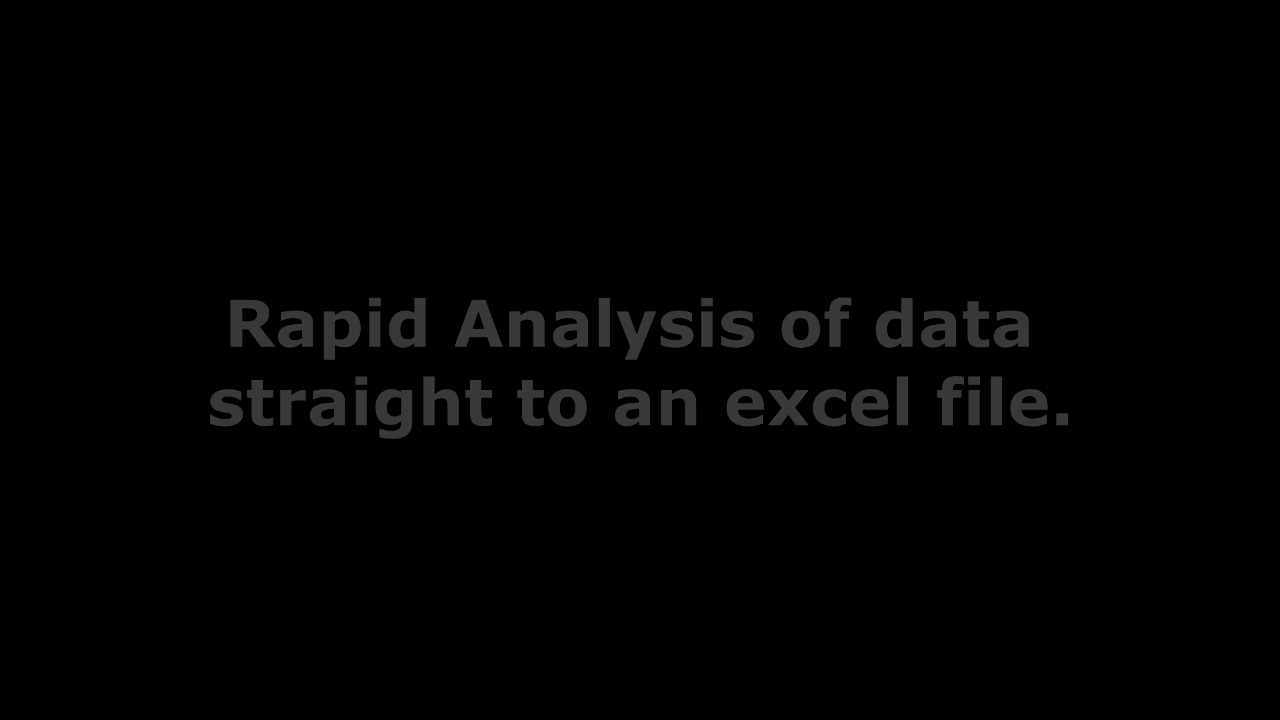 Rapid Analysis of data
straight to an excel file.